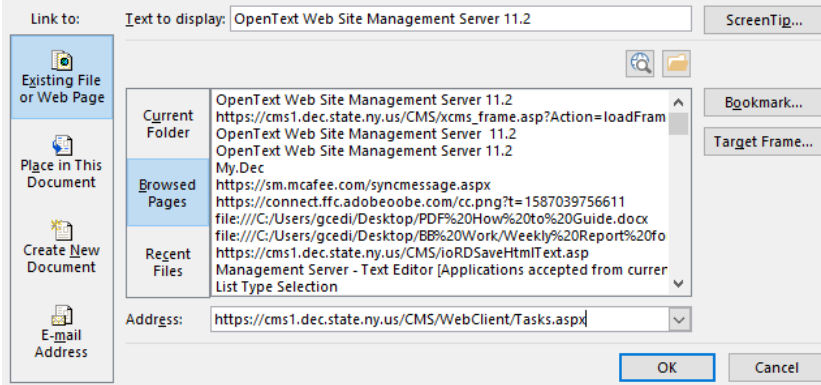 Link to:
Text to display: OpenText Web Site Management Server 11.2
ScreenTip...
Existing File
or Web Page
Place in This
Document
Create New
Document
E-mail
Address
Current
Folder
Browsed
Pages
Recent
Files
OpenText Web Site Management Server 11.2
https://cms1.dec.state.ny.us/CMS/xcms_frame.asp?Action=loadFram
OpenText Web Site Management Server  11.2
OpenText Web Site Management Server 11.2
My.Dec
https://sm.mcafee.com/syncmessage.aspx
https://connect.ffc.adobeoobe.com/cc.png?t=1587039756611
file:///C:/Users/gcedi/Desktop/PDF%20How%20to%20Guide.docx
file:///C:/Users/gcedi/Desktop/BB%20Work/Weekly%20Report%20fo
https://cms1.dec.state.ny.us/CMS/ioRDSaveHtmlText.asp
Management Server - Text Editor [Applications accepted from curren
List Type Selection
Bookmark...
Target Frame...
Address: https://cms1.dec.state.ny.us/CMS/WebClient/Tasks.aspx
OK
Cancel